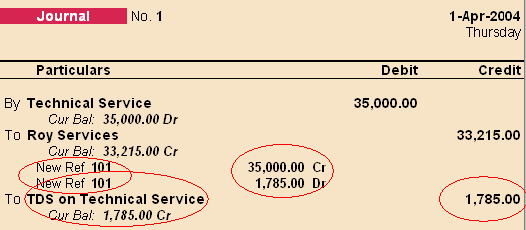 Journal No. 1 1-Apr-2004
Thursday
Particulars Debit Credit
By Technical Service 35,000.00
Cur Bal: 35,000.00 Dr
To Roy Services 33,215.00
Cur Bal: 33,215.00 Cr
New Ref 101 35,000.00 Cr
New Ref 101 1,785.00 Dr
To TDS on Technical Service 1,785.00
Cur Bal: 1,785.00 Cr